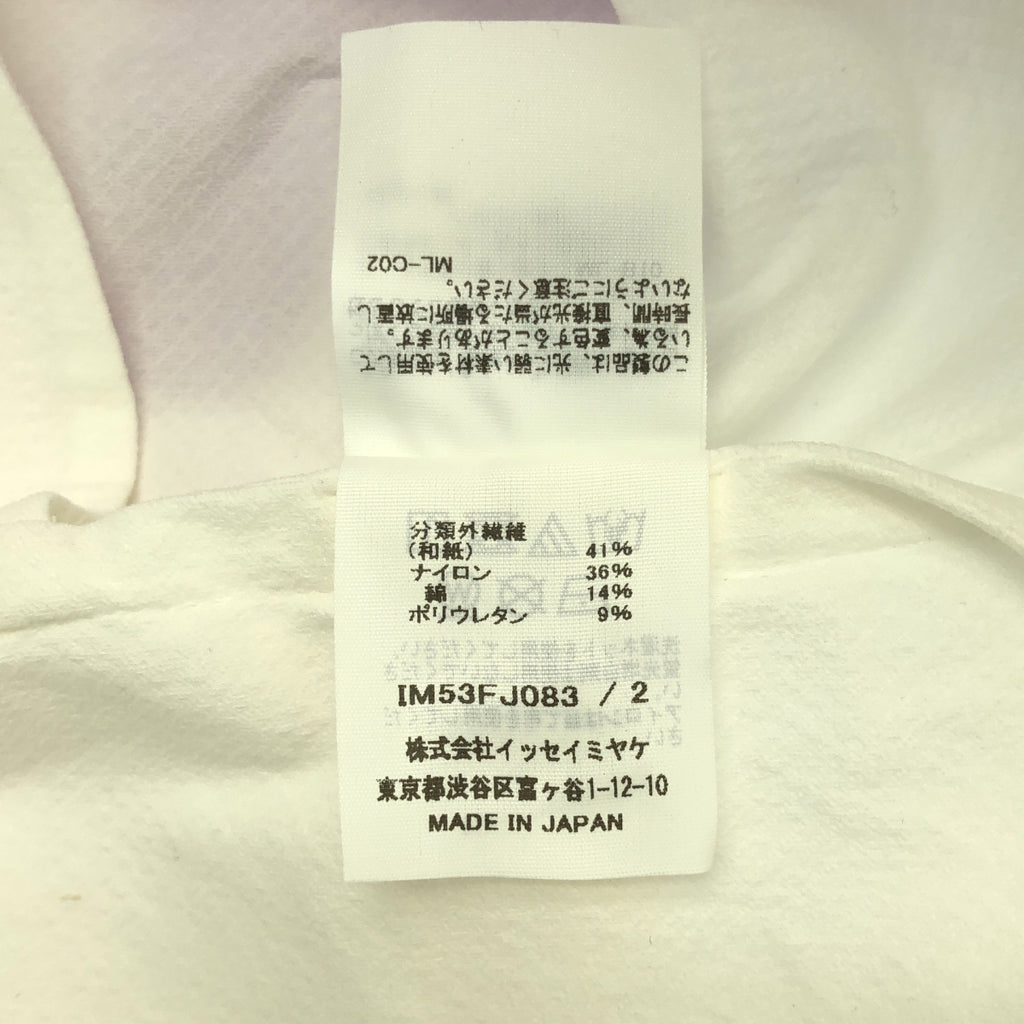 この製品は、光に弱い素材を使用して
いる為、変色することがあります。
長時間、直接光が当たる場所に放置し
ないようにご注意ください。
ML-C02
分類外繊維
(和紙) 41%
ナイロン 36%
綿 14%
ポリウレタン 9%
IM53FJ083 / 2
株式会社イッセイミヤケ
東京都渋谷区富ヶ谷1-12-10
MADE IN JAPAN